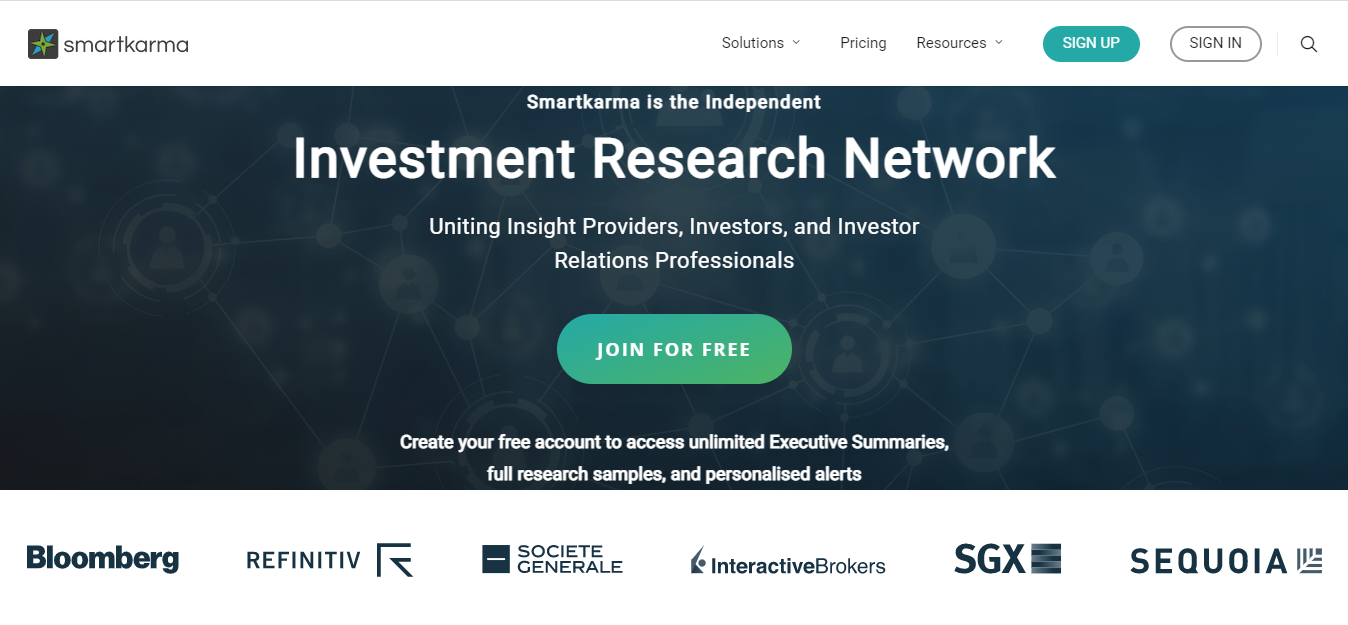 smartkarma
Solutions
Pricing
Resources
SIGN UP
SIGN IN
Smartkarma is the Independent
Investment Research Network
Uniting Insight Providers, Investors, and Investor
Relations Professionals
JOIN FOR FREE
Create your free account to access unlimited Executive Summaries,
full research samples, and personalised alerts
Bloomberg
REFINITIV
SOCIETE
GENERALE
InteractiveBrokers
SGX
SEQUOIA